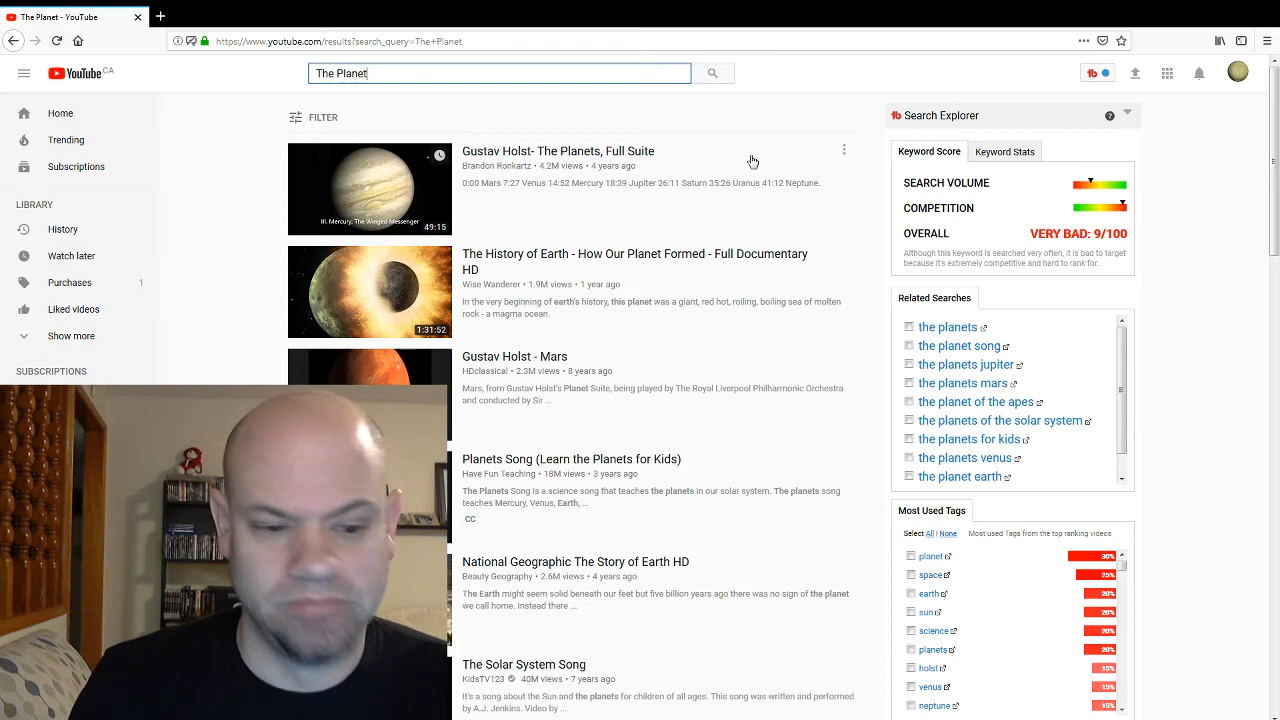 The Planet - YouTube
https://www.youtube.com/results?search_query=The+Planet
YouTube CA
The Planet
Home
Trending
Subscriptions
LIBRARY
History
Watch later
Purchases 1
Liked videos
Show more
SUBSCRIPTIONS
FILTER
III. Mercury, The Winged Messenger
49:15
Gustav Holst- The Planets, Full Suite
Brandon Ronkartz • 4.2M views • 4 years ago
0:00 Mars 7:27 Venus 14:52 Mercury 18:39 Jupiter 26:11 Saturn 35:26 Uranus 41:12 Neptune.
1:31:52
The History of Earth - How Our Planet Formed - Full Documentary
HD
Wise Wanderer • 1.9M views • 1 year ago
In the very beginning of earth's history, this planet was a giant, red hot, roiling, boiling sea of molten
rock - a magma ocean.
Gustav Holst - Mars
HDclassical • 2.3M views • 8 years ago
Mars, from Gustav Holst's Planet Suite, being played by The Royal Liverpool Philharmonic Orchestra
and conducted by Sir ...
Planets Song (Learn the Planets for Kids)
Have Fun Teaching • 18M views • 3 years ago
The Planets Song is a science song that teaches the planets in our solar system. The planets song
teaches Mercury, Venus, Earth, ...
CC
National Geographic The Story of Earth HD
Beauty Geography • 2.6M views • 4 years ago
The Earth might seem solid beneath our feet but five billion years ago there was no sign of the planet
we call home. Instead there ...
The Solar System Song
KidsTV123 40M views • 7 years ago
It's a song about the Sun and the planets for children of all ages. This song was written and performed
by A.J. Jenkins. Video by ...
tb Search Explorer
Keyword Score Keyword Stats
SEARCH VOLUME
COMPETITION
OVERALL VERY BAD: 9/100
Although this keyword is searched very often, it is bad to target
because it's extremely competitive and hard to rank for.
Related Searches
the planets
the planet song
the planets jupiter
the planets mars
the planet of the apes
the planets of the solar system
the planets for kids
the planets venus
the planet earth
Most Used Tags
Select All | None Most used Tags from the top ranking videos
planet 30%
space 25%
earth 20%
sun 20%
science 20%
planets 20%
holst 15%
venus 15%
neptune 15%